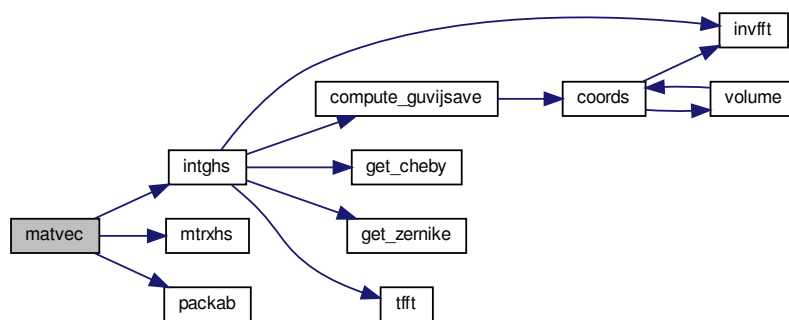 invfft
compute_guvijsave
coords
volume
intghs
get_cheby
matvec
mtrxhs
get_zernike
packab
tfft